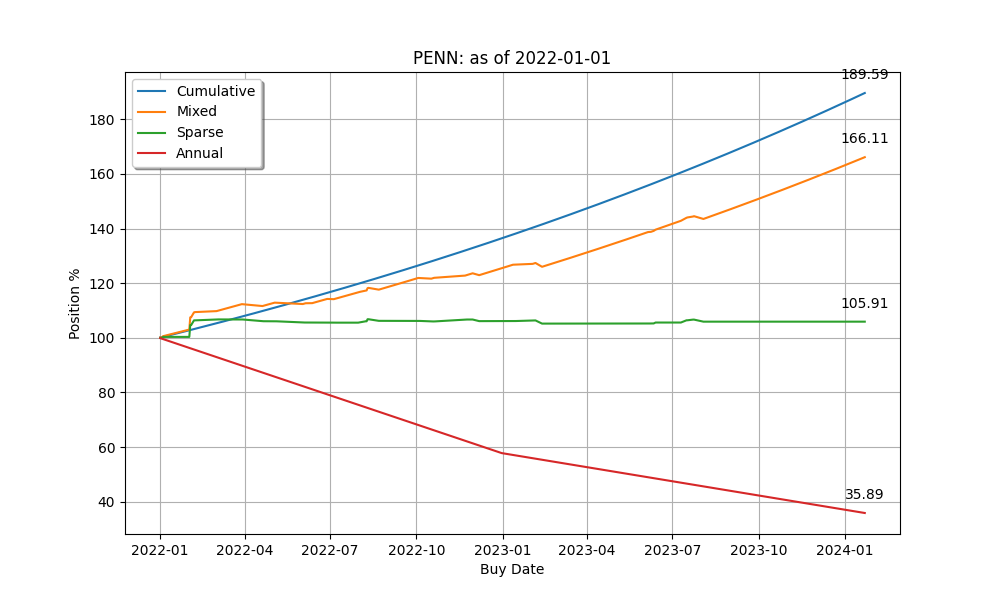 PENN: as of 2022-01-01
Cumulative
Mixed
Sparse
Annual
189.59
166.11
105.91
35.89
Position %
180
160
140
120
100
80
60
40
2022-01 2022-04 2022-07 2022-10 2023-01 2023-04 2023-07 2023-10 2024-01
Buy Date